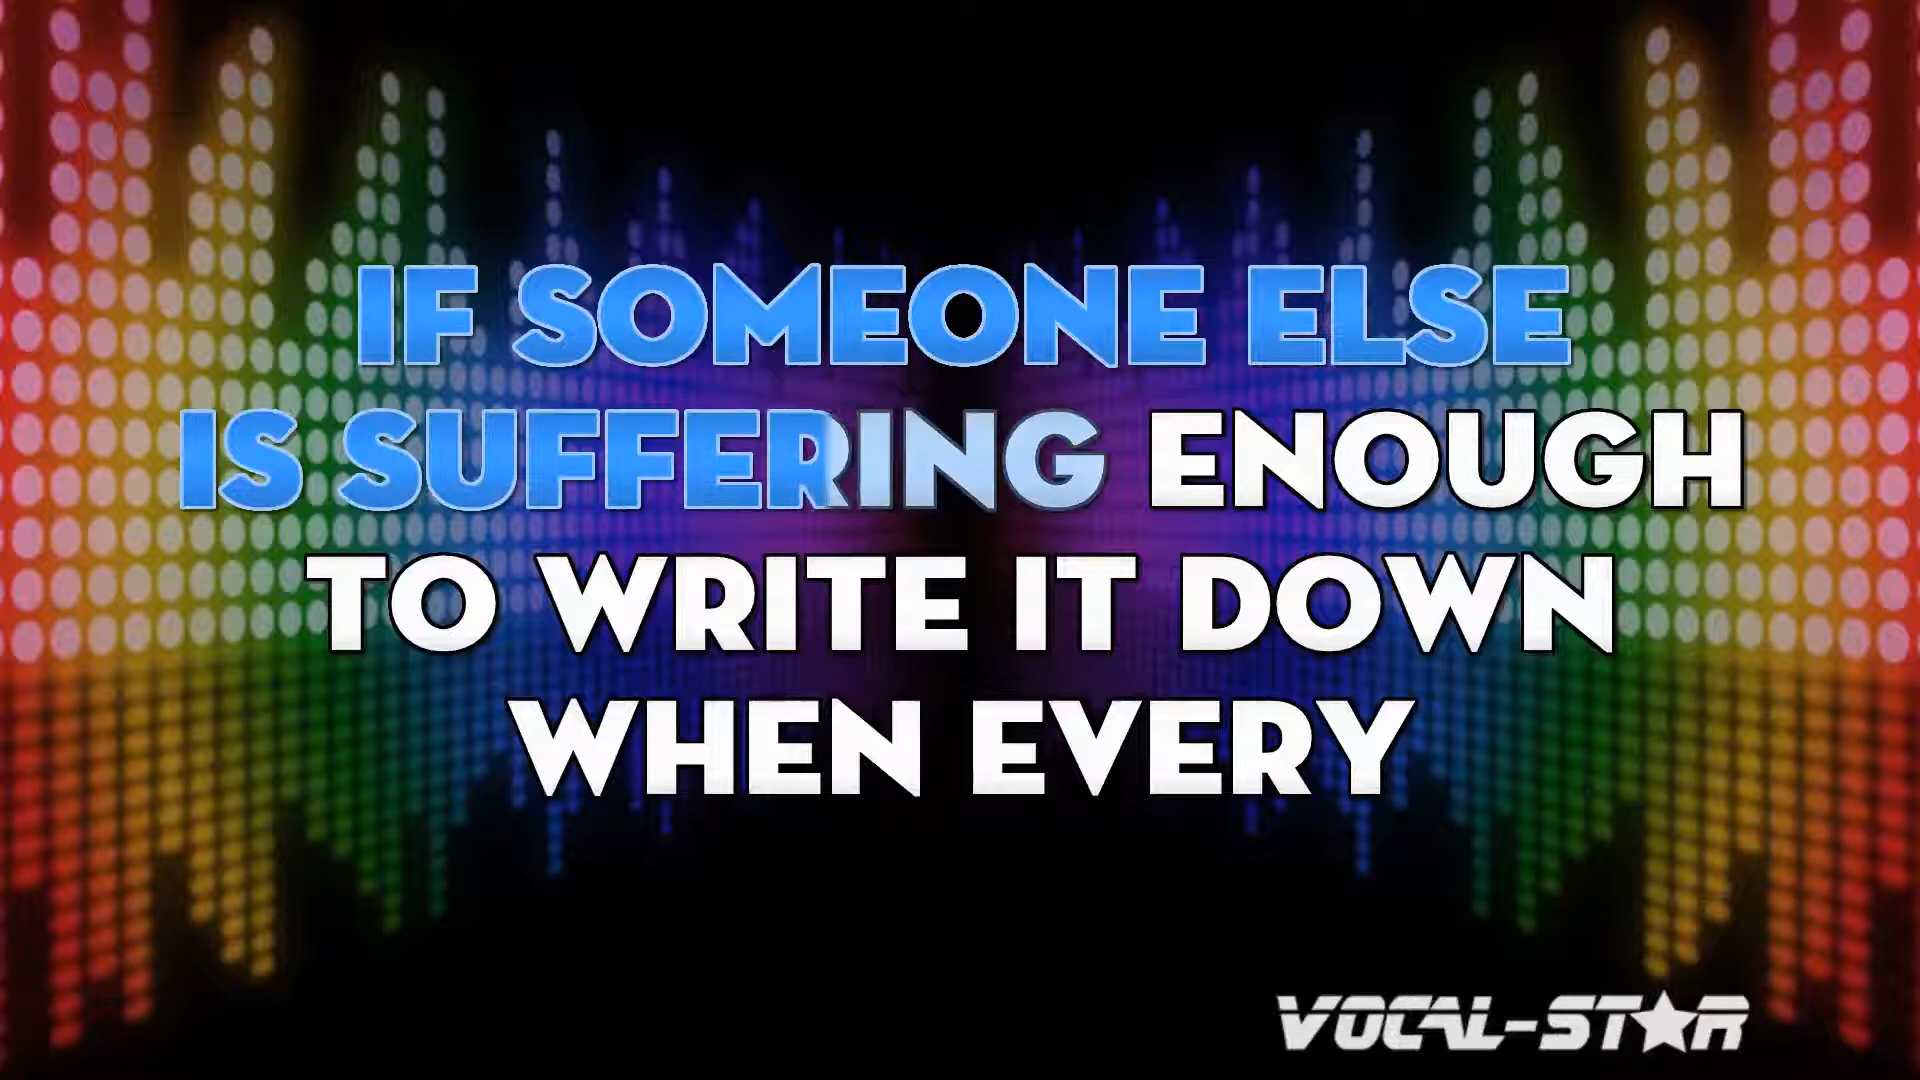 IF SOMEONE ELSE
IS SUFFERING ENOUGH
TO WRITE IT DOWN
WHEN EVERY
VOCAL-STAR